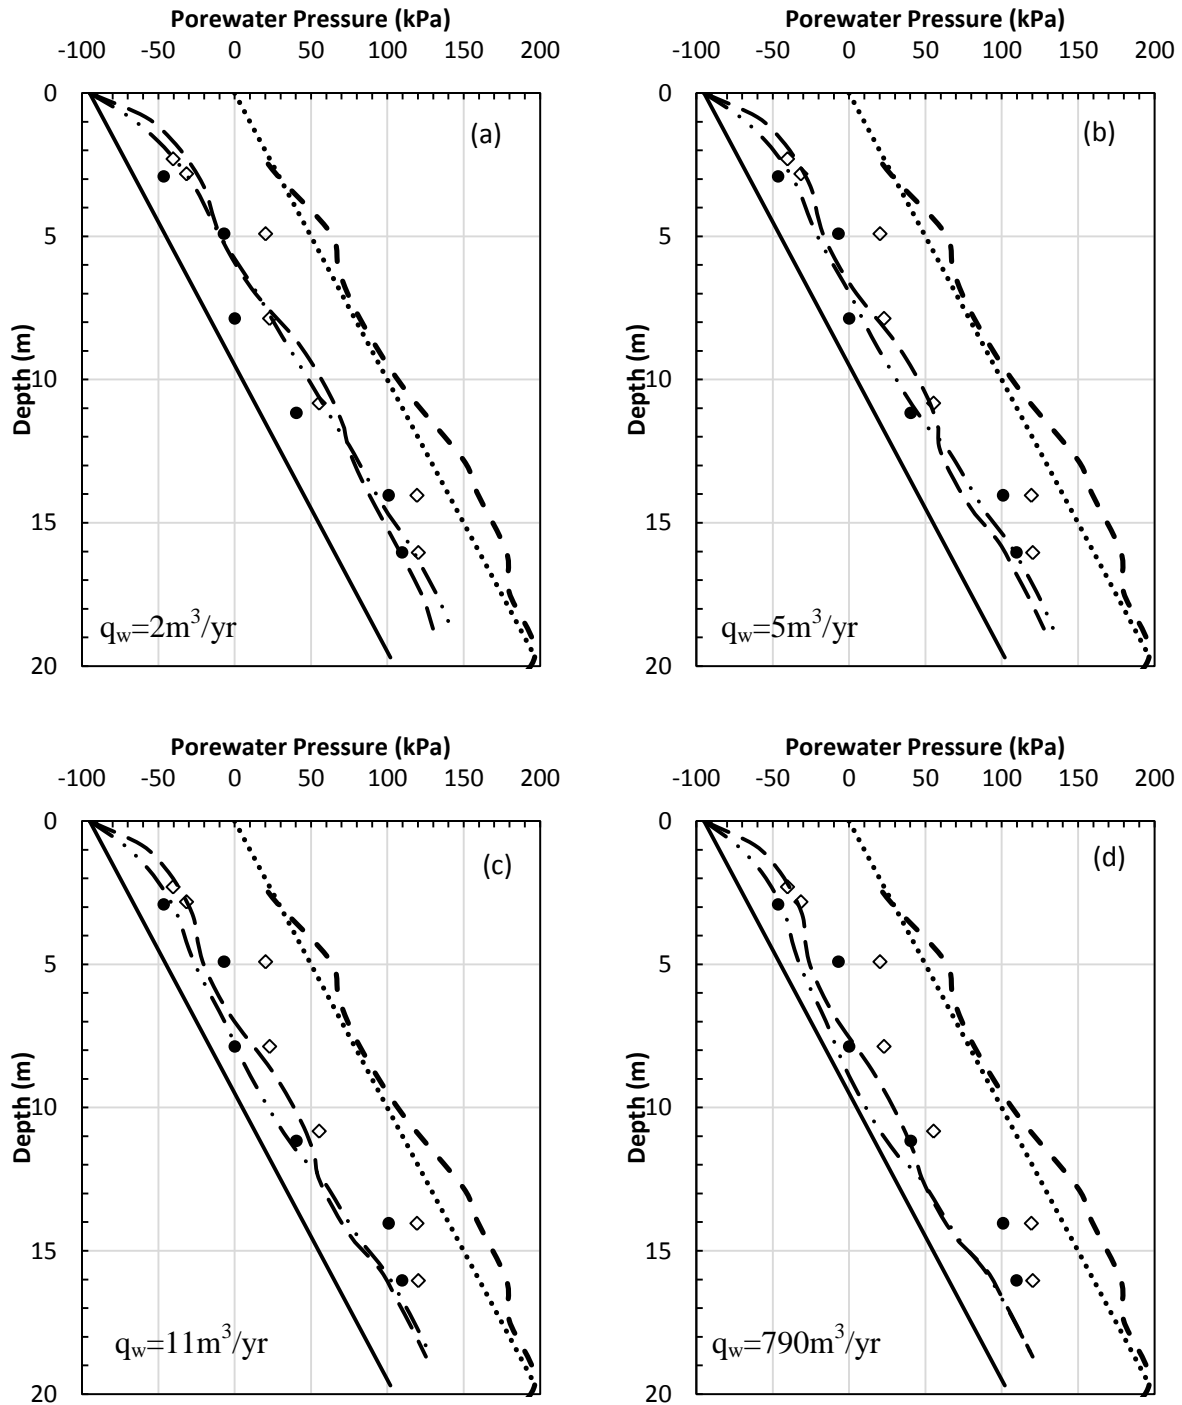 Porewater Pressure (kPa)
-100 -50 0 50 100 150 200
0
5
10
15
20
Depth (m)
(a)
qw=2m³/yr
Porewater Pressure (kPa)
-100 -50 0 50 100 150 200
0
5
10
15
20
Depth (m)
(b)
qw=5m³/yr
Porewater Pressure (kPa)
-100 -50 0 50 100 150 200
0
5
10
15
20
Depth (m)
(c)
qw=11m³/yr
Porewater Pressure (kPa)
-100 -50 0 50 100 150 200
0
5
10
15
20
Depth (m)
(d)
qw=790m³/yr